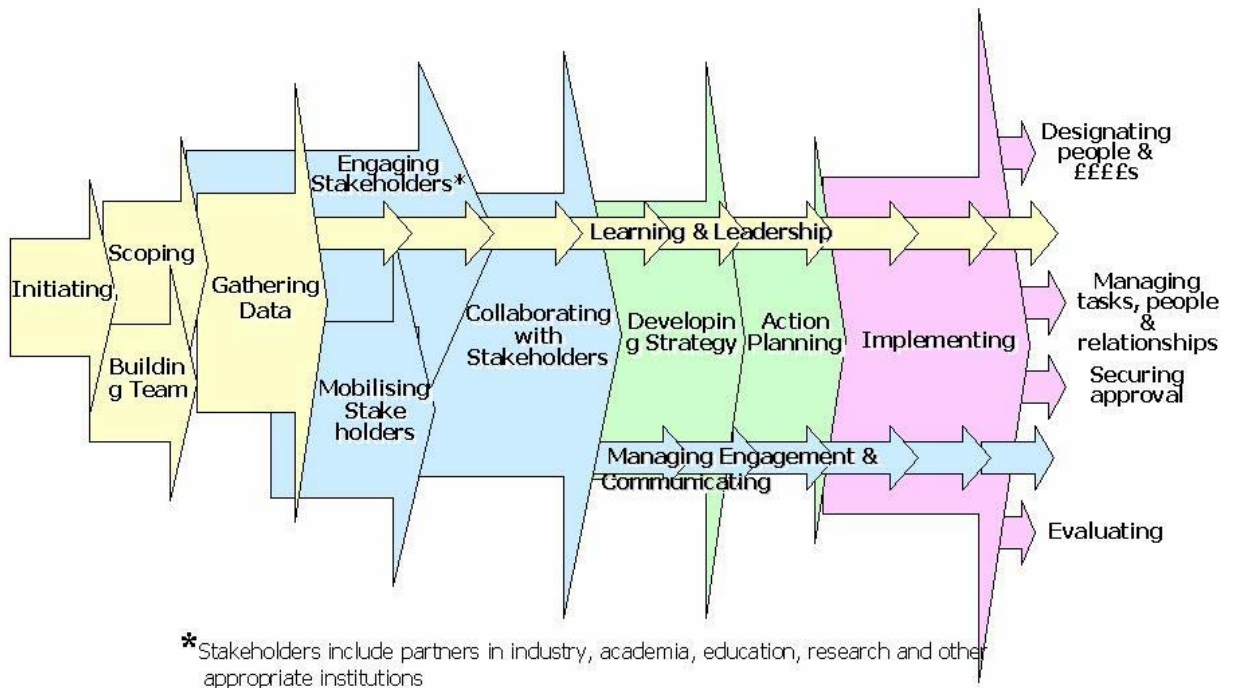 Initiating
Scoping
Buildin
g Team
Gathering
Data
Engaging
Stakeholders*
Mobilising
Stake
holders
Collaborating
with
Stakeholders
Learning & Leadership
Developin
g Strategy
Action
Planning
Managing Engagement &
Communicating
Implementing
Designating
people &
££££s
Managing
tasks, people
&
relationships
Securing
approval
Evaluating
*Stakeholders include partners in industry, academia, education, research and other
appropriate institutions